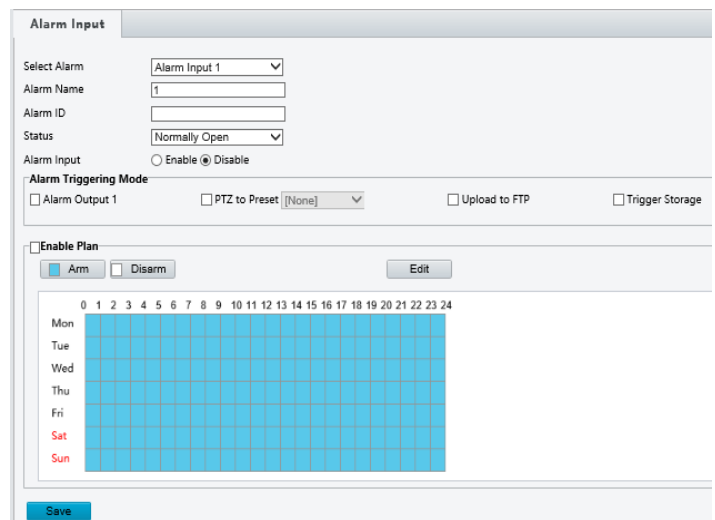 Alarm Input
Select Alarm Alarm Input 1
Alarm Name 1
Alarm ID
Status Normally Open
Alarm Input Enable Disable
Alarm Triggering Mode
Alarm Output 1 PTZ to Preset [None] Upload to FTP Trigger Storage
Enable Plan
Arm Disarm Edit
0 1 2 3 4 5 6 7 8 9 10 11 12 13 14 15 16 17 18 19 20 21 22 23 24
Mon
Tue
Wed
Thu
Fri
Sat
Sun
Save